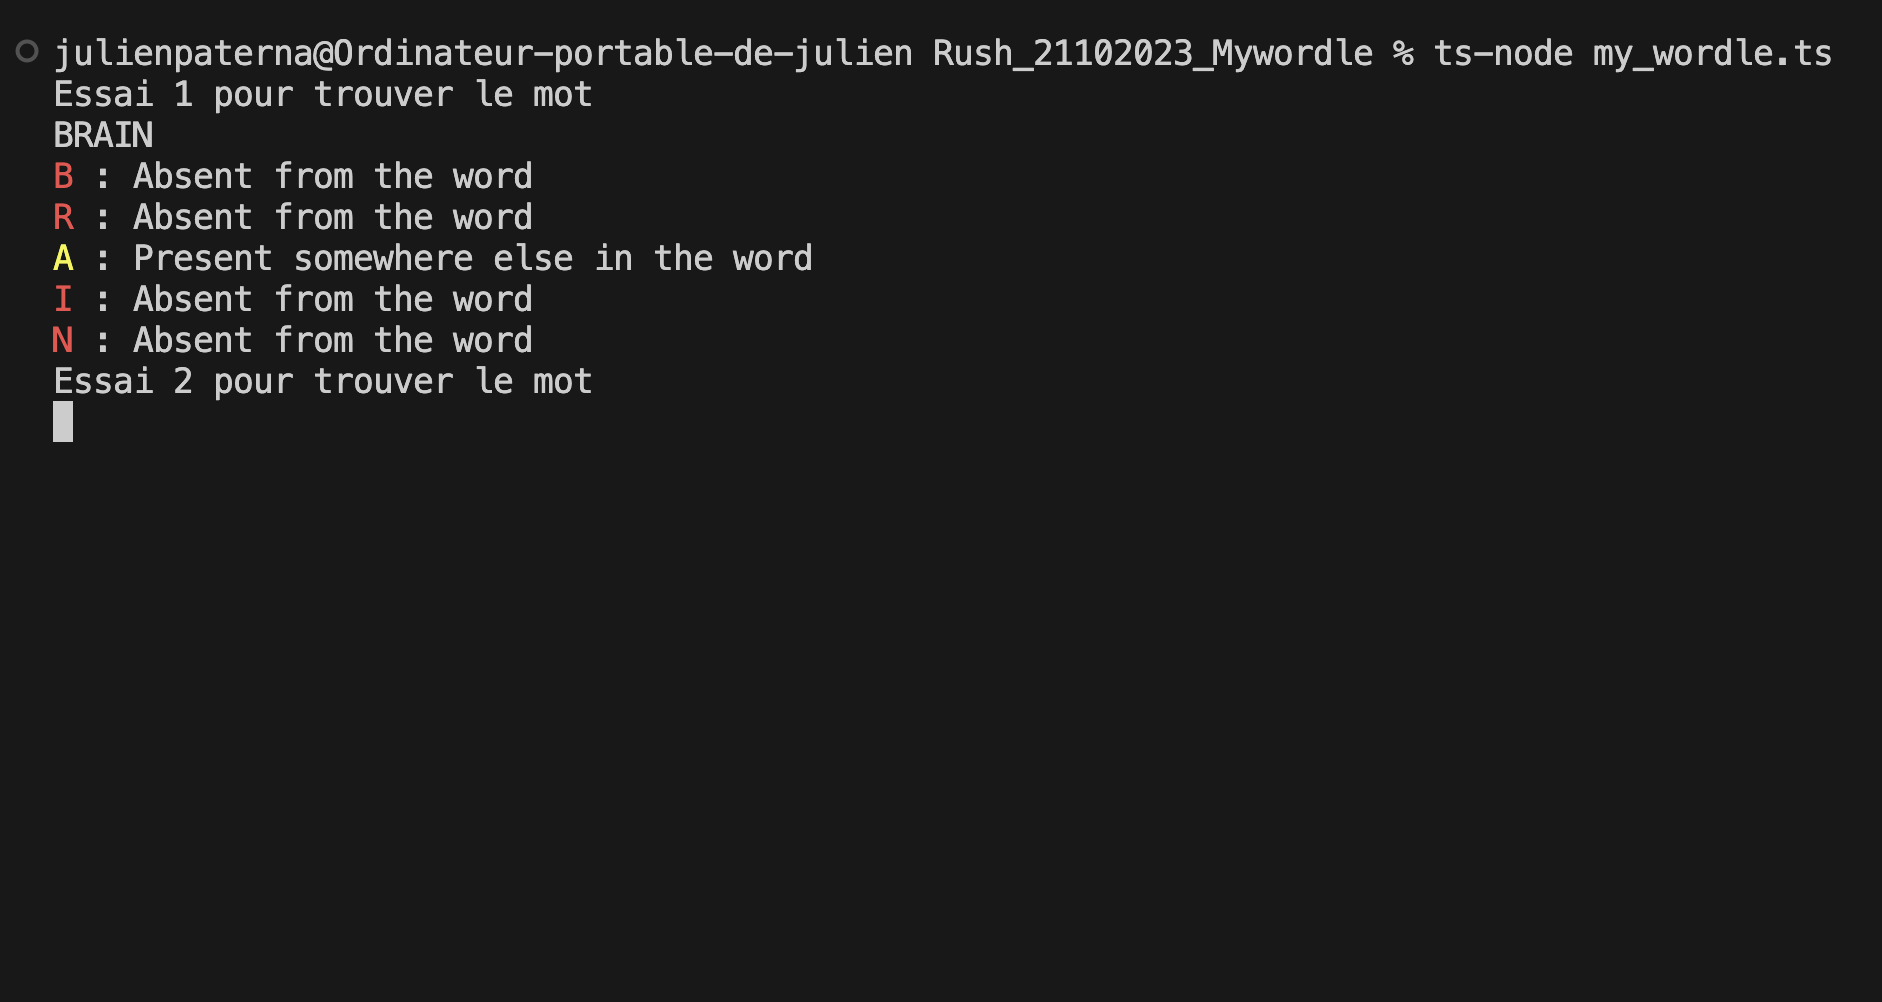 julienpaterna@Ordinateur-portable-de-julien Rush_21102023_Mywordle % ts-node my_wordle.ts
Essai 1 pour trouver le mot
BRAIN
B : Absent from the word
R : Absent from the word
A : Present somewhere else in the word
I : Absent from the word
N : Absent from the word
Essai 2 pour trouver le mot